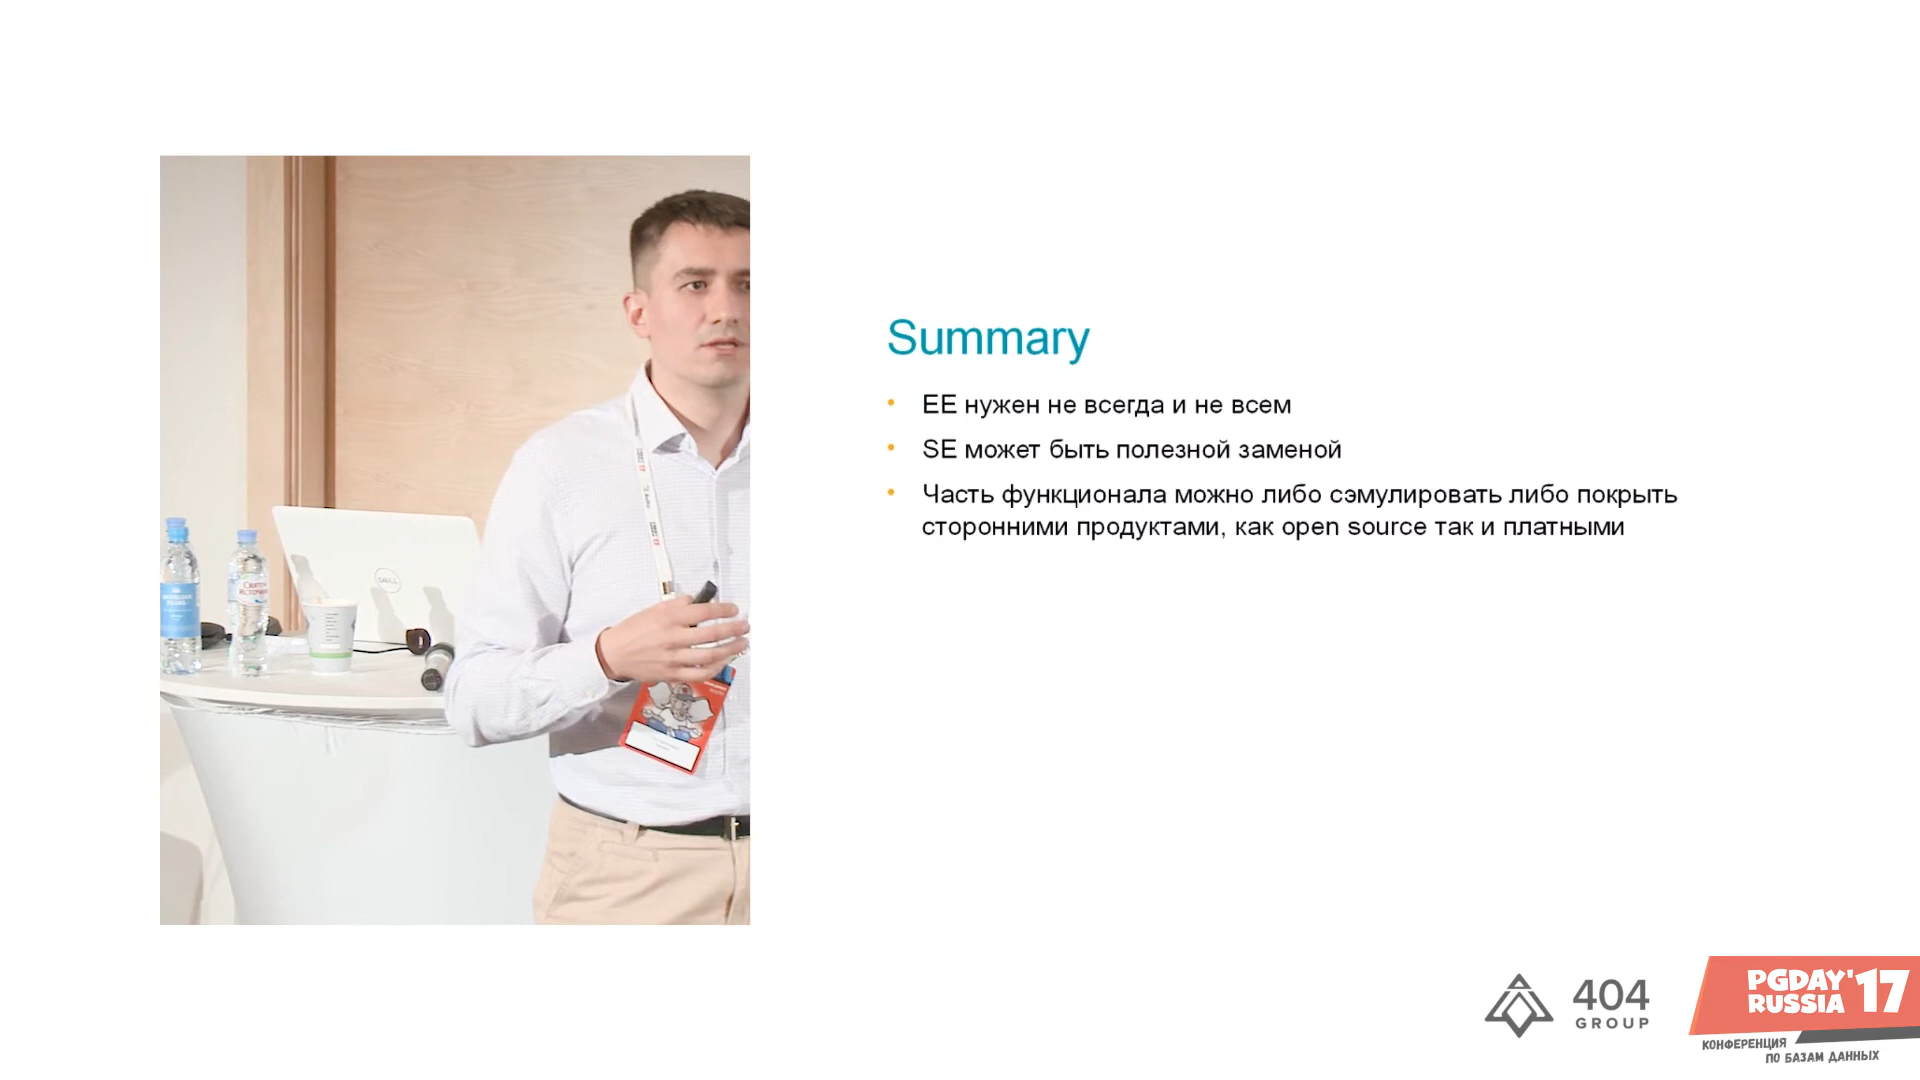 Summary
• EE нужен не всегда и не всем
• SE может быть полезной заменой
• Часть функционала можно либо сэмулировать либо покрыть
сторонними продуктами, как open source так и платными
DELL
404
GROUP
PGDAY'17
RUSSIA
КОНФЕРЕНЦИЯ
ПО БАЗАМ ДАННЫХ